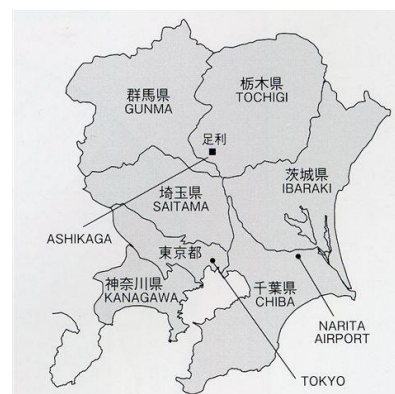 群馬県
GUNMA
栃木県
TOCHIGI
足利
茨城県
IBARAKI
埼玉県
SAITAMA
ASHIKAGA
東京都
神奈川県
KANAGAWA
千葉県
CHIBA
NARITA
AIRPORT
TOKYO